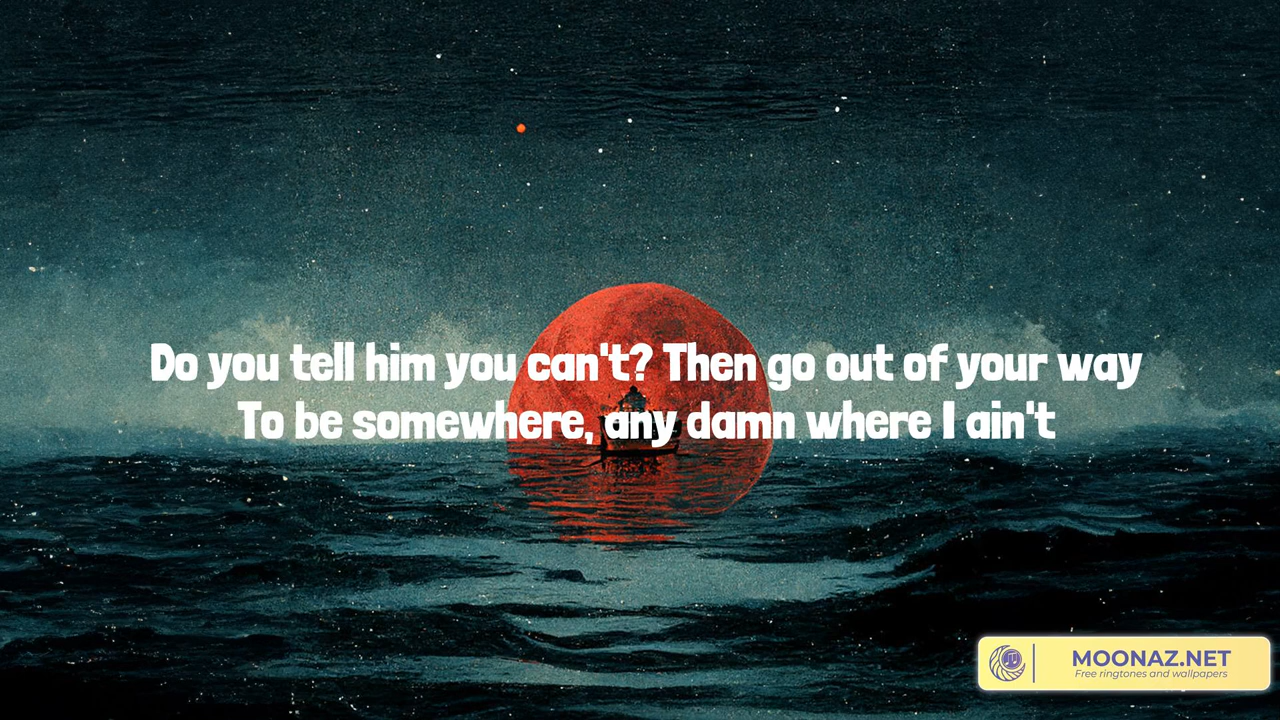 Do you tell him you can't? Then go out of your way
To be somewhere, any damn where I ain't
MOONAZ.NET
Free ringtones and wallpapers